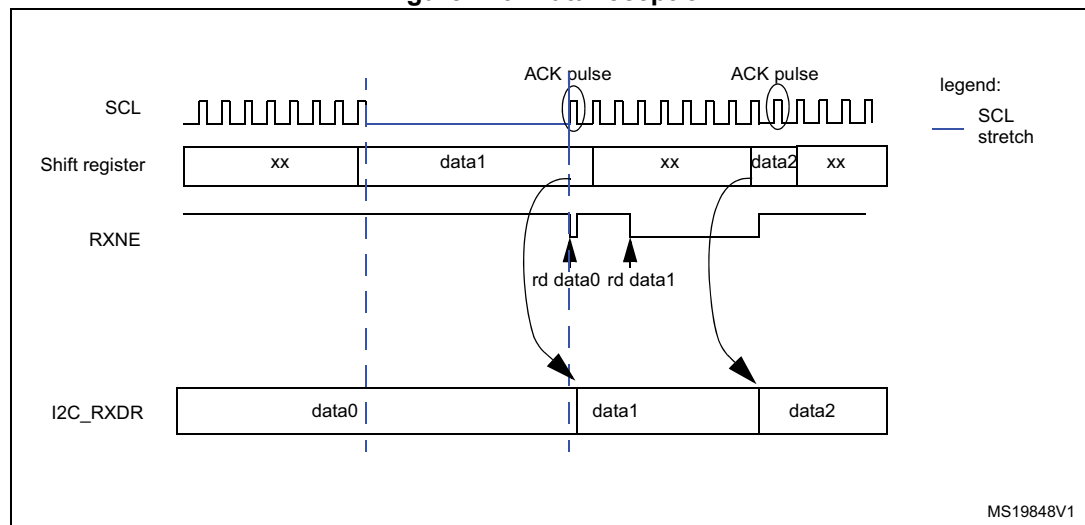 ACK pulse ACK pulse
legend:
SCL
SCL
stretch
Shift register xx data1 xx data2 xx
RXNE
rd data0 rd data1
I2C_RXDR data0 data1 data2
MS19848V1